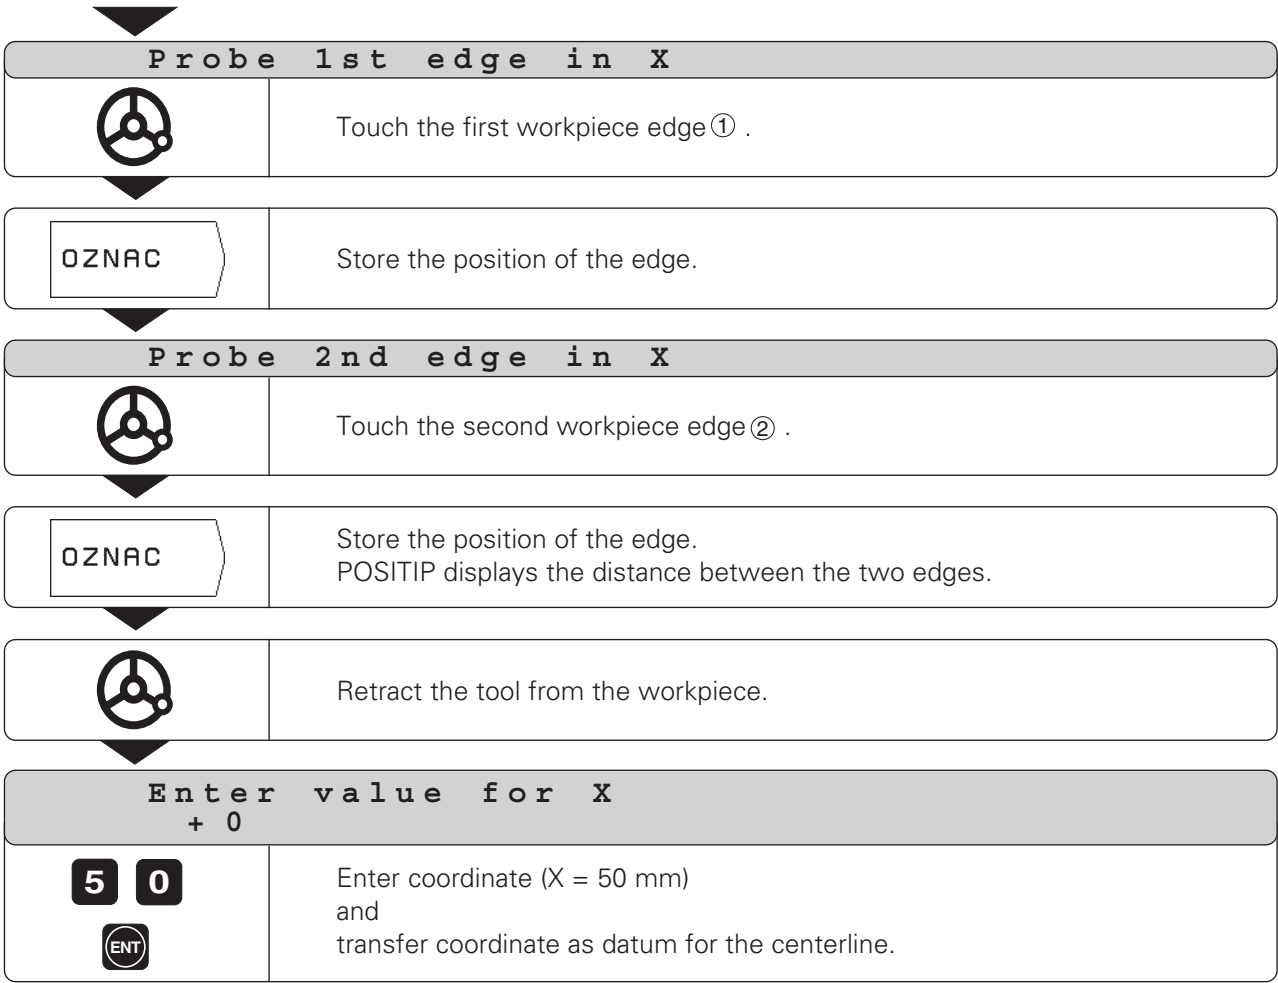 Probe 1st edge in X
Touch the first workpiece edge ① .
OZNAC
Store the position of the edge.
Probe 2nd edge in X
Touch the second workpiece edge ② .
OZNAC
Store the position of the edge.
POSITIP displays the distance between the two edges.
Retract the tool from the workpiece.
Enter value for X
+ 0
5 0
Enter coordinate (X = 50 mm)
and
ENT
transfer coordinate as datum for the centerline.